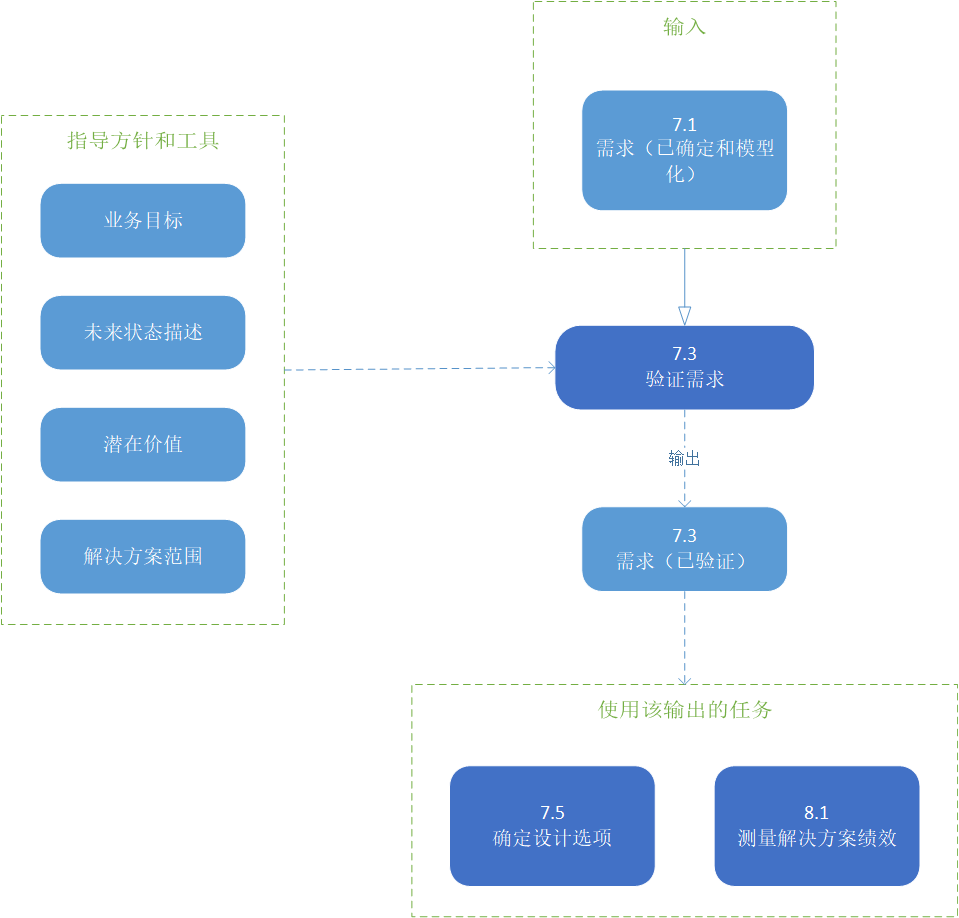 输入
7.1
需求（已确定和模型
化）
指导方针和工具
业务目标
未来状态描述
潜在价值
解决方案范围
7.3
验证需求
输出
7.3
需求（已验证）
使用该输出的任务
7.5
确定设计选项
8.1
测量解决方案绩效